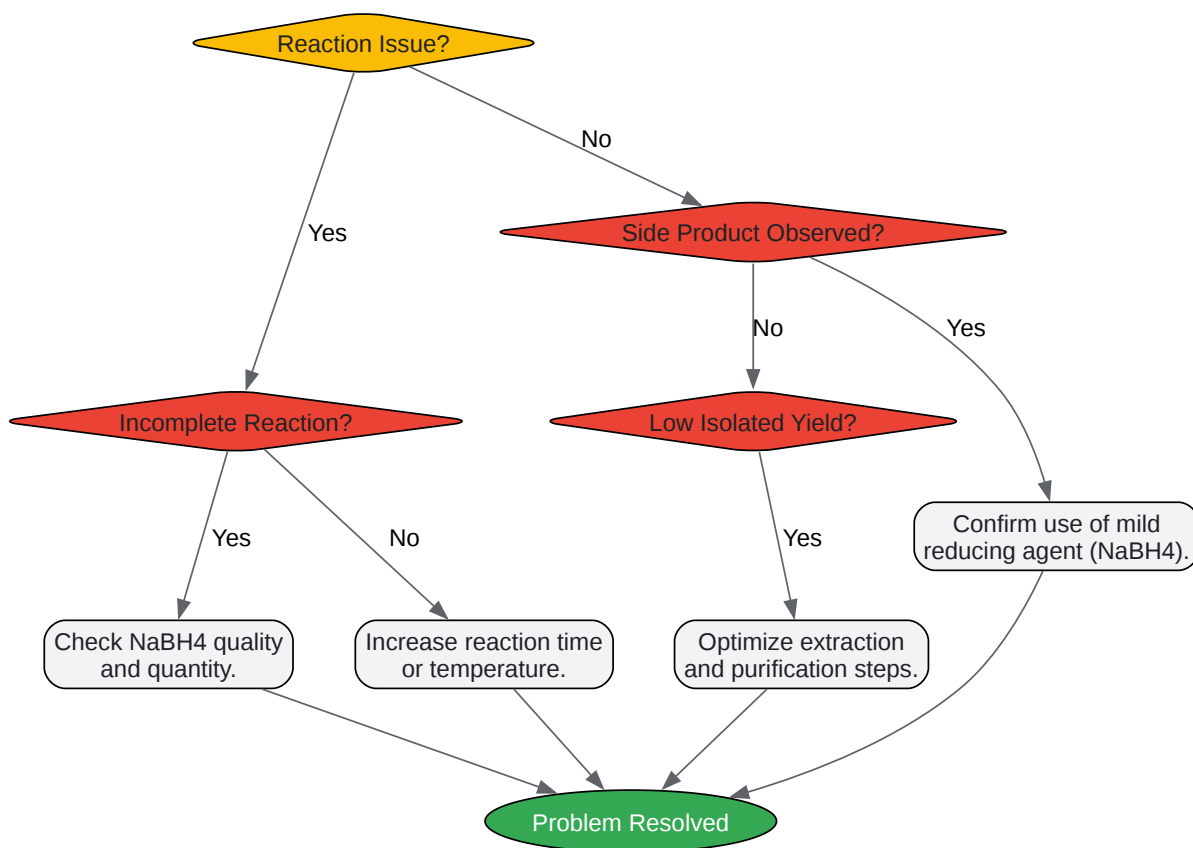 Reaction Issue?
No
Yes
Side Product Observed?
No
Yes
Incomplete Reaction?
Low Isolated Yield?
Yes
No
Yes
Confirm use of mild
reducing agent (NaBH4).
Check NaBH4 quality
and quantity.
Increase reaction time
or temperature.
Optimize extraction
and purification steps.
Problem Resolved